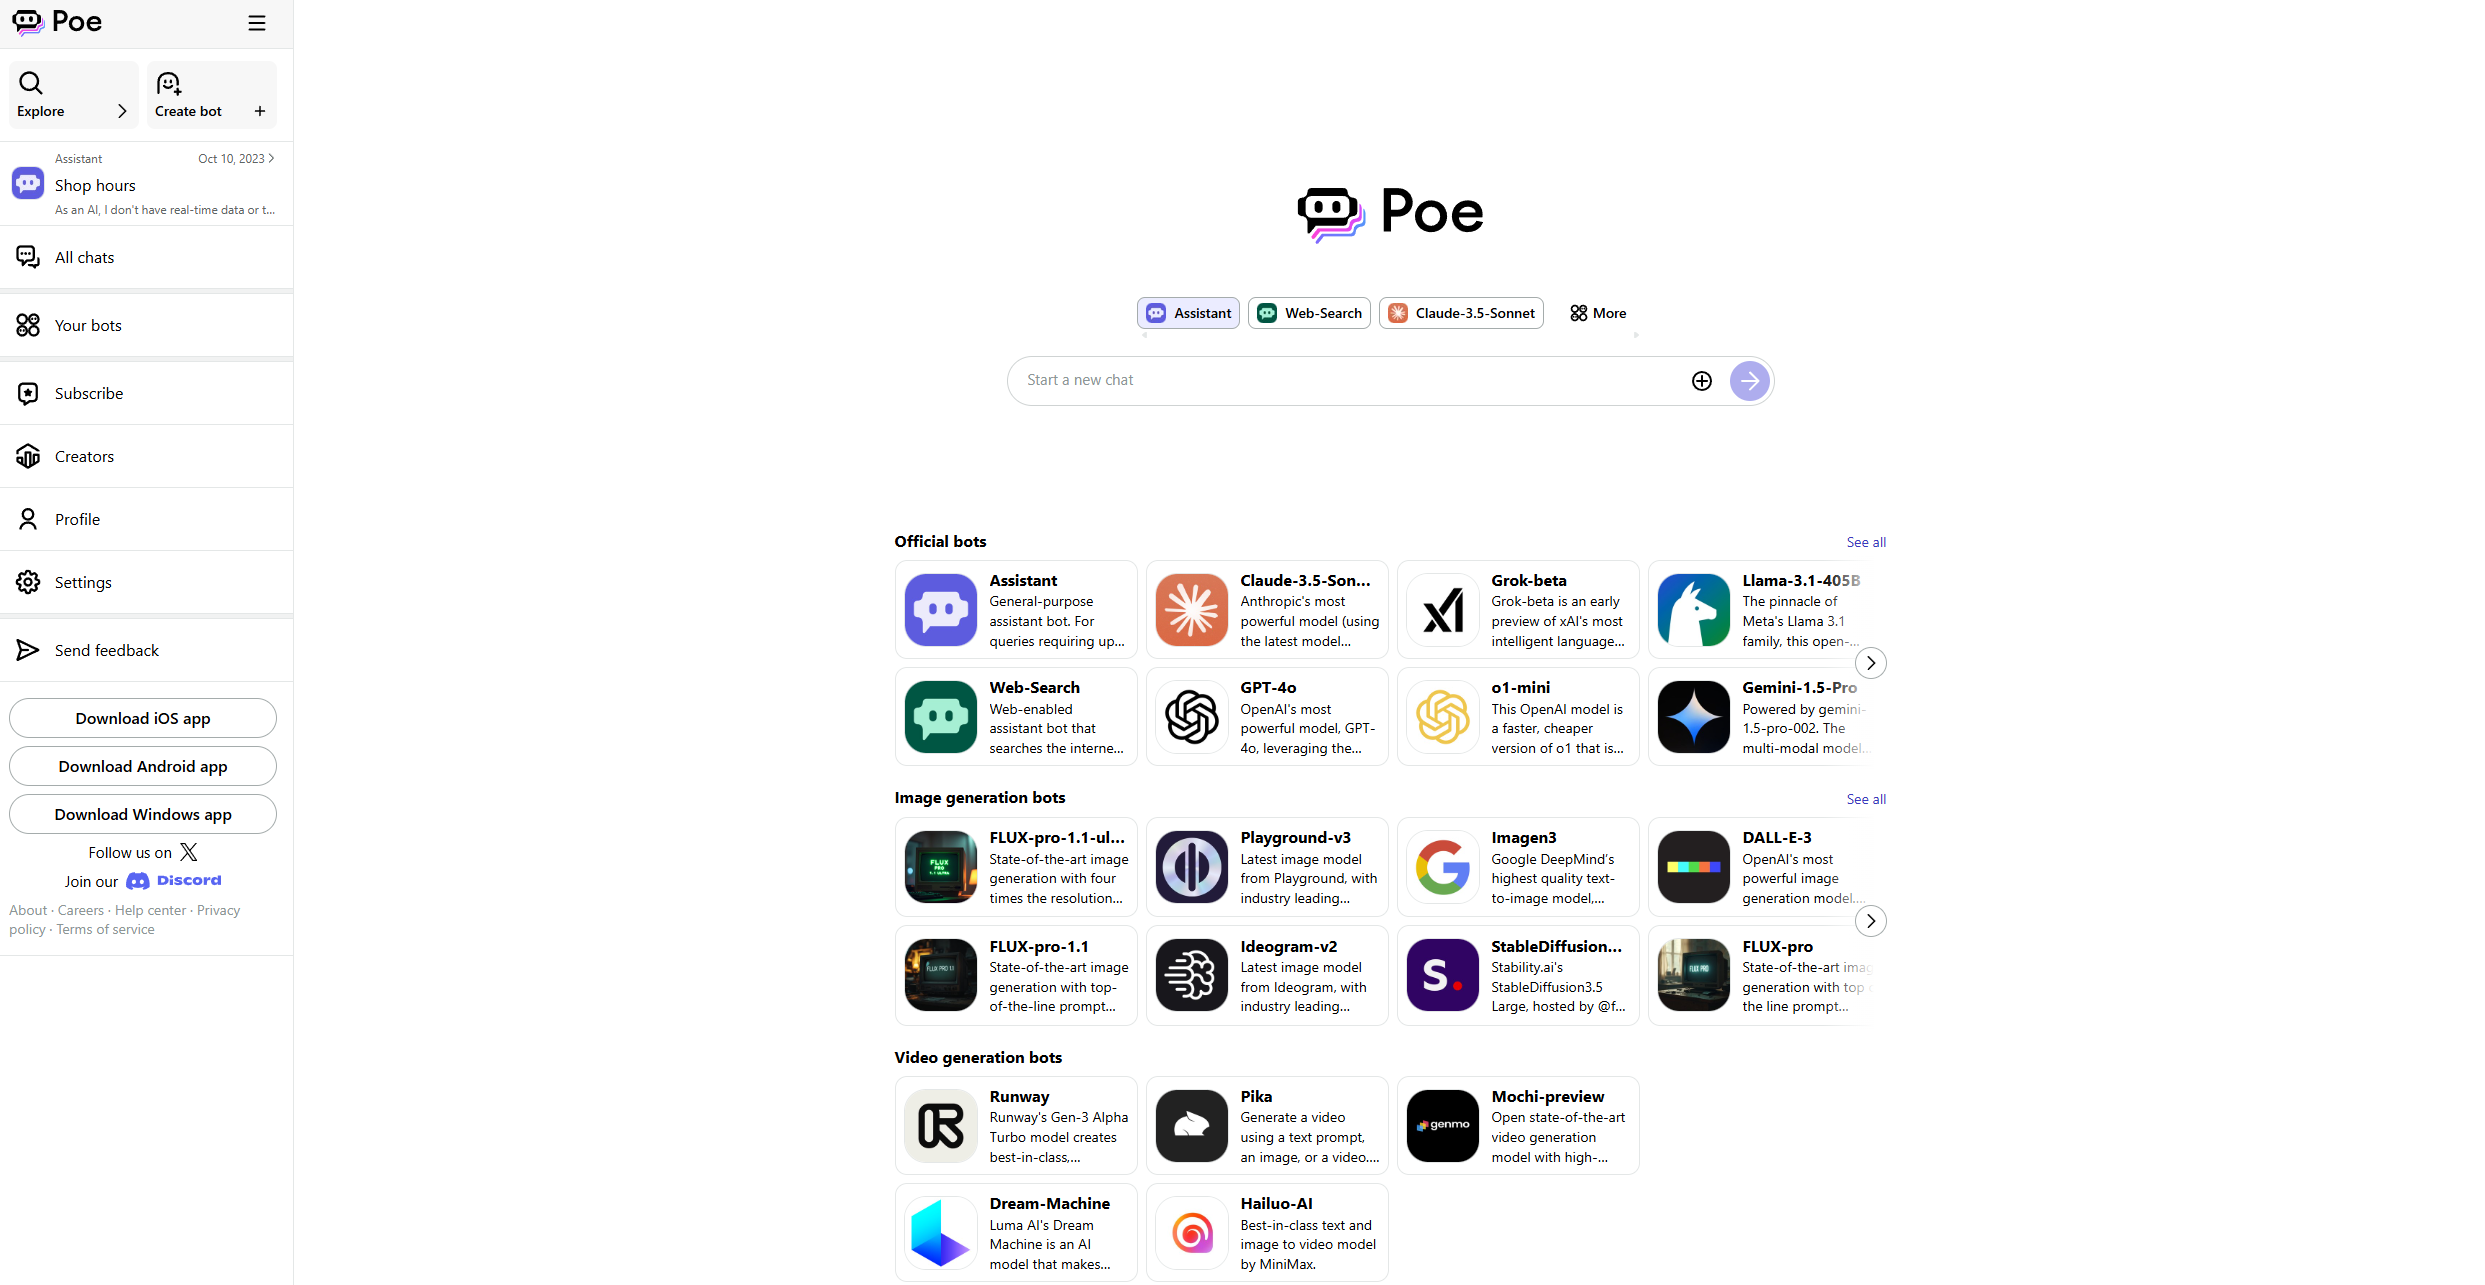 Poe
Explore
Create bot
Assistant
Oct 10, 2023
Shop hours
As an AI, I don't have real-time data or t...
All chats
Your bots
Subscribe
Creators
Profile
Settings
Send feedback
Download iOS app
Download Android app
Download Windows app
Follow us on X
Join our Discord
About · Careers · Help center · Privacy
policy · Terms of service
Poe
Assistant
Web-Search
Claude-3.5-Sonnet
More
Start a new chat
Official bots
See all
Assistant
General-purpose
assistant bot. For
queries requiring up...
Claude-3.5-Son...
Anthropic's most
powerful model (using
the latest model...
Grok-beta
Grok-beta is an early
preview of xAI's most
intelligent language...
Llama-3.1-405B
The pinnacle of
Meta's Llama 3.1
family, this open-...
Web-Search
Web-enabled
assistant bot that
searches the interne...
GPT-4o
OpenAI's most
powerful model, GPT-
4o, leveraging the...
o1-mini
This OpenAI model is
a faster, cheaper
version of o1 that is...
Gemini-1.5-Pro
Powered by gemini-
1.5-pro-002. The
multi-modal model...
Image generation bots
See all
FLUX
PRO
1.1 ULTRA
FLUX-pro-1.1-ul...
State-of-the-art image
generation with four
times the resolution...
Playground-v3
Latest image model
from Playground, with
industry leading...
Imagen3
Google DeepMind's
highest quality text-
to-image model,...
DALL-E-3
OpenAI's most
powerful image
generation model....
FLUX PRO 1.1
FLUX-pro-1.1
State-of-the-art image
generation with top-
of-the-line prompt...
Ideogram-v2
Latest image model
from Ideogram, with
industry leading...
S.
StableDiffusion...
Stability.ai's
StableDiffusion3.5
Large, hosted by @f...
FLUX PRO
FLUX-pro
State-of-the-art imag
generation with top
the line prompt...
Video generation bots
Runway
Runway's Gen-3 Alpha
Turbo model creates
best-in-class,...
Pika
Generate a video
using a text prompt,
an image, or a video....
genmo
Mochi-preview
Open state-of-the-art
video generation
model with high-...
Dream-Machine
Luma AI's Dream
Machine is an AI
model that makes...
Hailuo-AI
Best-in-class text and
image to video model
by MiniMax.